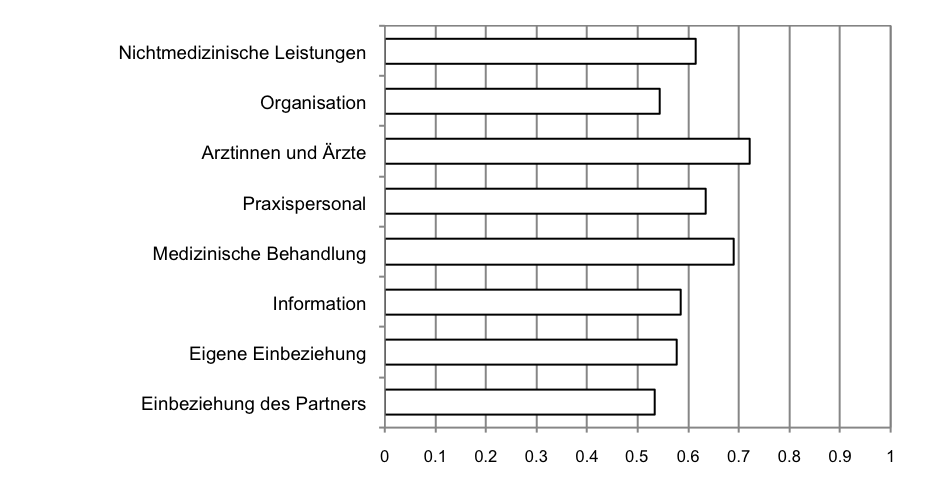 Nichtmedizinische Leistungen
Organisation
Arztinnen und Ärzte
Praxispersonal
Medizinische Behandlung
Information
Eigene Einbeziehung
Einbeziehung des Partners
0 0.1 0.2 0.3 0.4 0.5 0.6 0.7 0.8 0.9 1